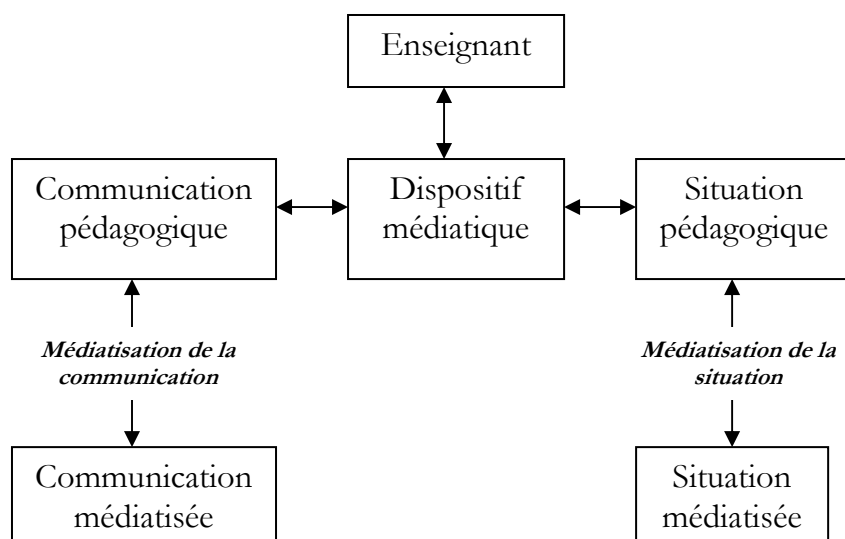 Enseignant
Communication
pédagogique
Dispositif
médiatique
Situation
pédagogique
Médiatisation de la
communication
Médiatisation de la
situation
Communication
médiatisée
Situation
médiatisée